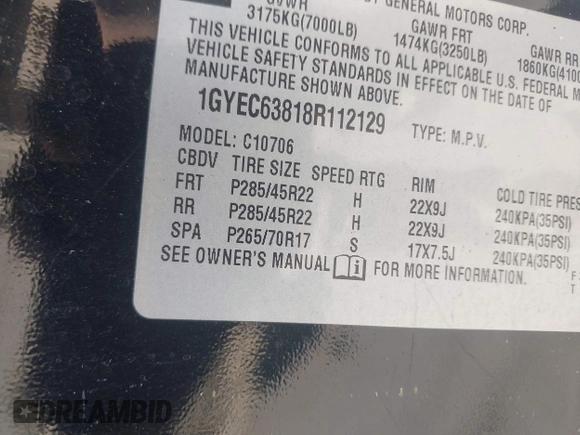 BY GENERAL MOTORS CORP.
GVWR GAWR FRT GAWR RR
3175KG(7000LB) 1474KG(3250LB) 1860KG(4100
THIS VEHICLE CONFORMS TO ALL APPLICABLE U.S. FEDERAL M
VEHICLE SAFETY STANDARDS IN EFFECT ON THE DATE OF
MANUFACTURE SHOWN ABOVE.
1GYEC63818R112129 TYPE: M.P.V.
MODEL: C10706
CBDV TIRE SIZE SPEED RTG RIM COLD TIRE PRES
FRT P285/45R22 H 22X9J 240KPA(35PSI)
RR P285/45R22 H 22X9J 240KPA(35PSI)
SPA P265/70R17 S 17X7.5J 240KPA(35PSI)
SEE OWNER'S MANUAL i FOR MORE INFORMATION.
F
T
DREAMBID